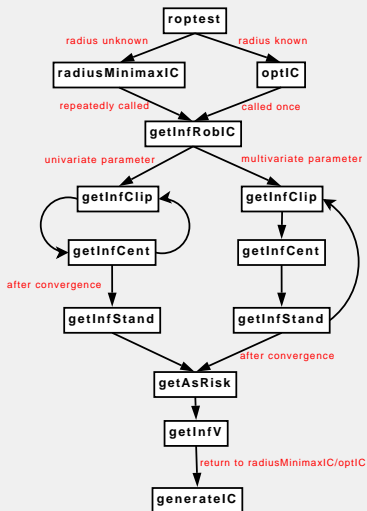 roptest
radius unknown
radius known
radiusMinimaxIC
optIC
repeatedly called
called once
getInfRobIC
univariate parameter
multivariate parameter
getInfClip
getInfClip
getInfCent
getInfCent
after convergence
getInfStand
getInfStand
after convergence
getAsRisk
getInfV
return to radiusMinimaxIC/optIC
generateIC